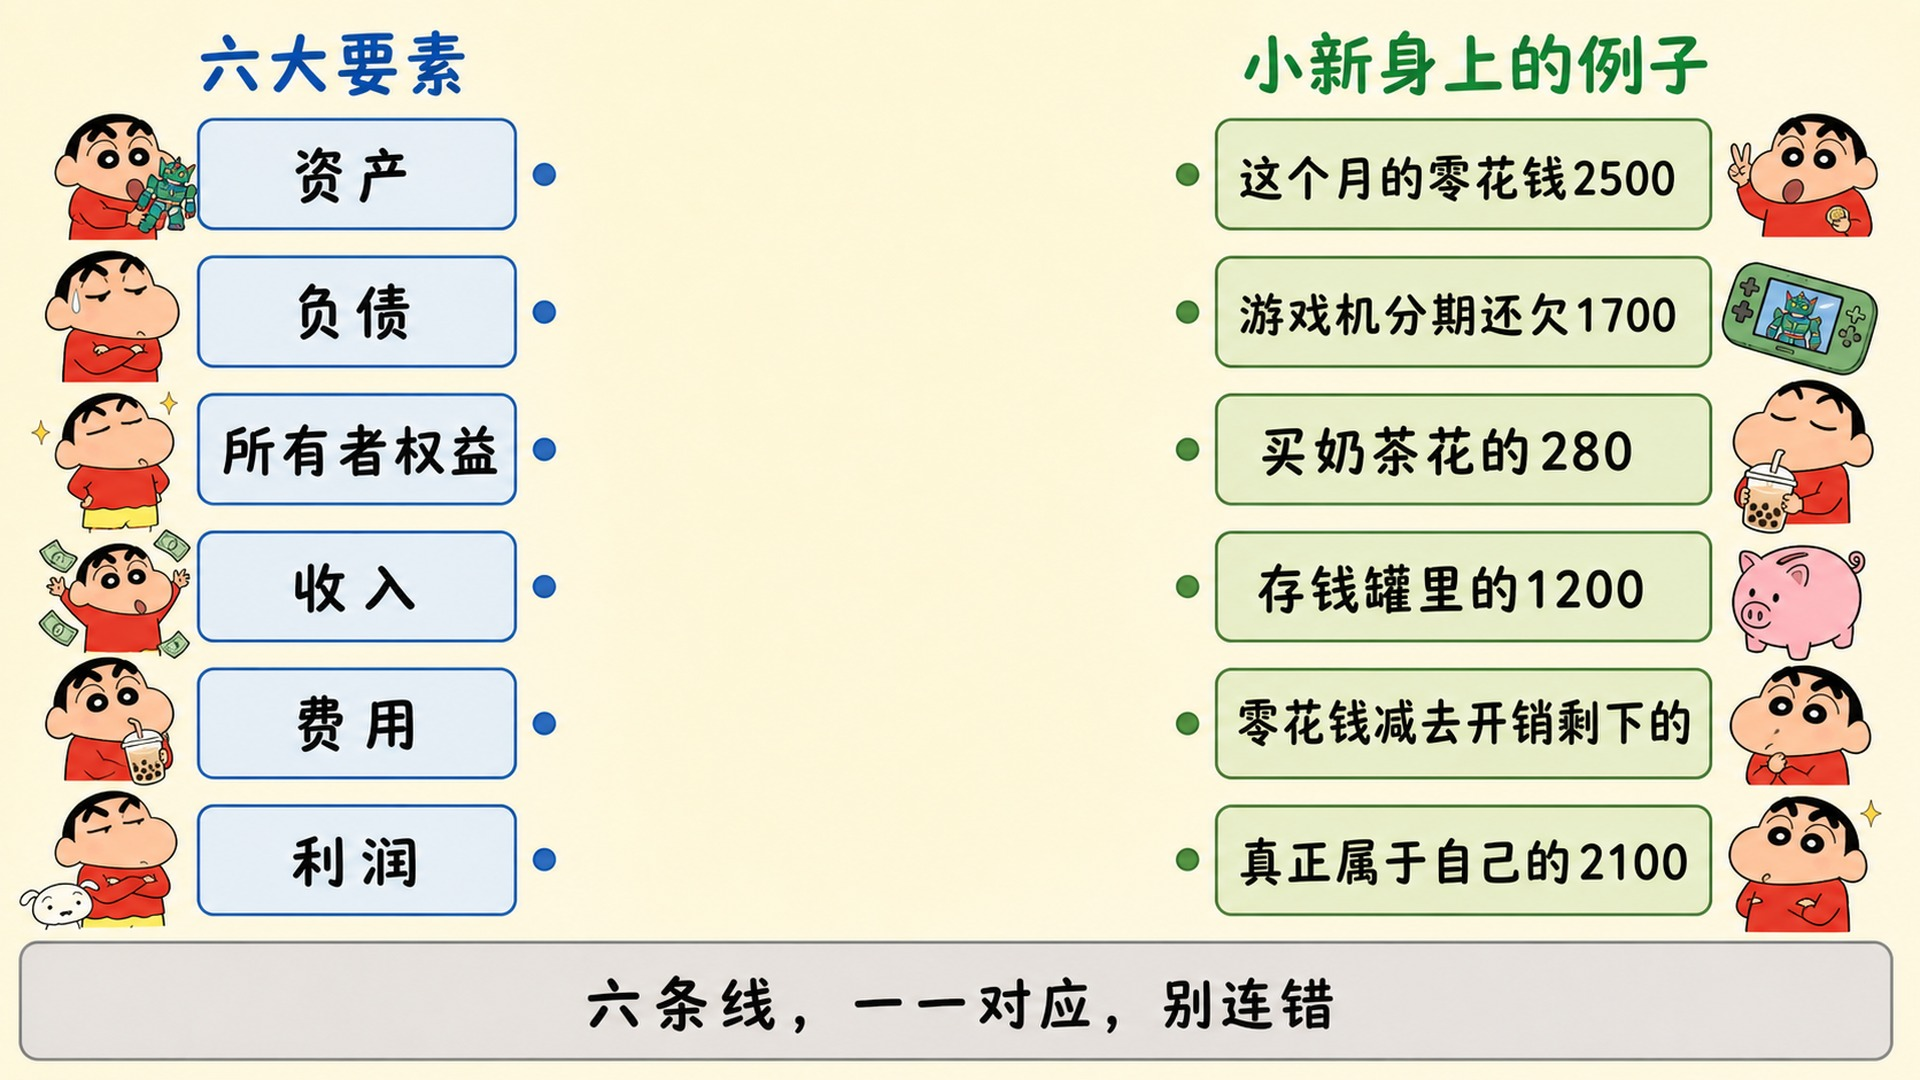 六大要素
小新身上的例子
资产
这个月的零花钱2500
负债
游戏机分期还欠1700
所有者权益
买奶茶花的280
收入
存钱罐里的1200
费用
零花钱减去开销剩下的
利润
真正属于自己的2100
六条线，一一对应，别连错